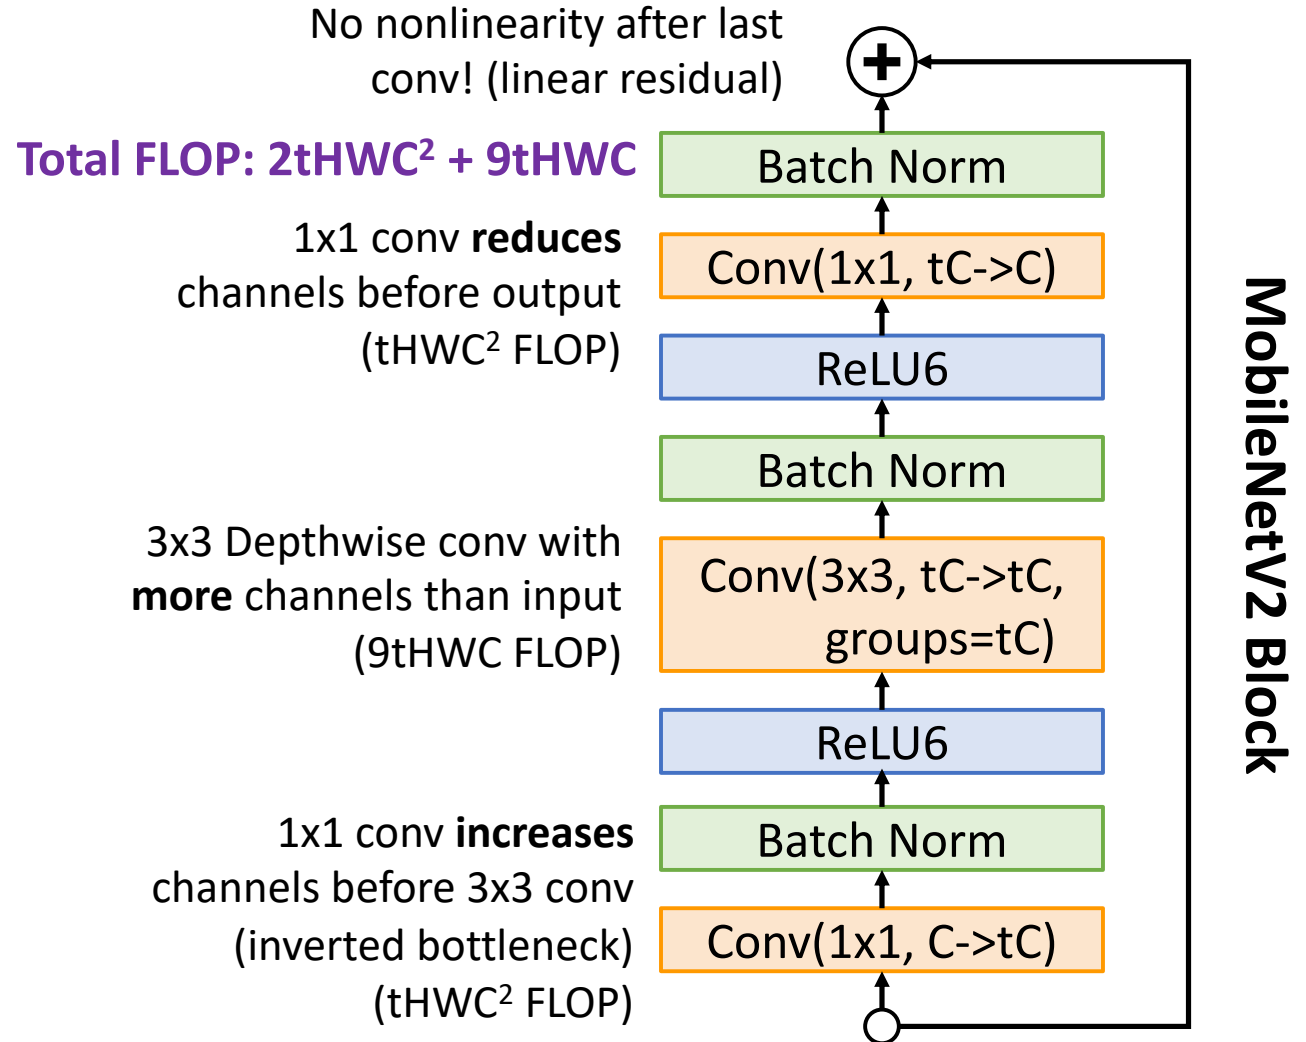 No nonlinearity after last
conv! (linear residual)
+
Total FLOP: 2tHWC² + 9tHWC
Batch Norm
1x1 conv reduces
channels before output
(tHWC² FLOP)
Conv(1x1, tC->C)
ReLU6
Batch Norm
3x3 Depthwise conv with
more channels than input
(9tHWC FLOP)
Conv(3x3, tC->tC,
groups=tC)
ReLU6
Batch Norm
1x1 conv increases
channels before 3x3 conv
(inverted bottleneck)
(tHWC² FLOP)
Conv(1x1, C->tC)
MobileNetV2 Block